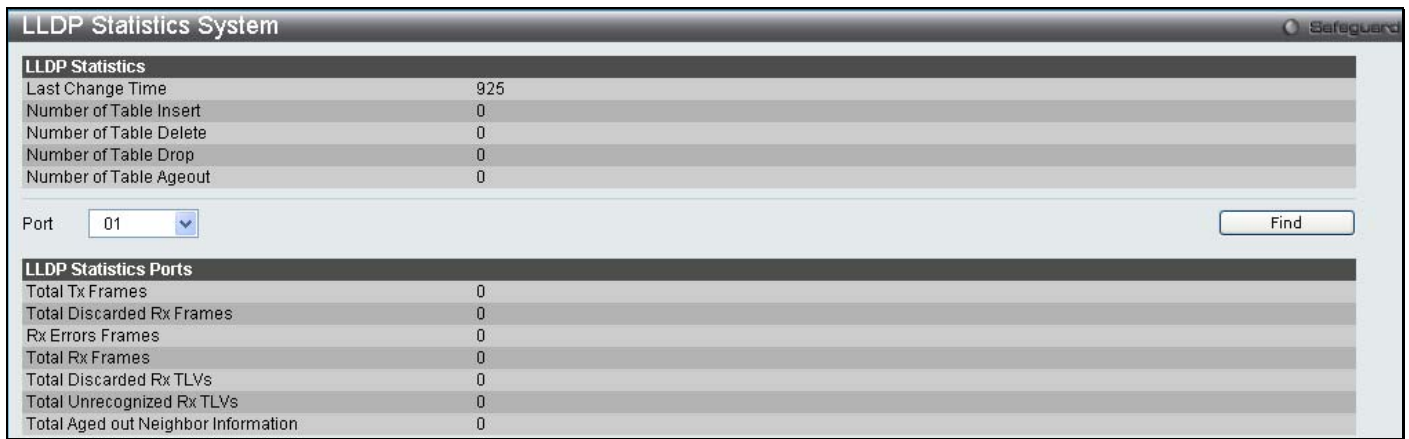 LLDP Statistics System
Safeguard
LLDP Statistics
Last Change Time 925
Number of Table Insert 0
Number of Table Delete 0
Number of Table Drop 0
Number of Table Ageout 0
Port 01 Find
LLDP Statistics Ports
Total Tx Frames 0
Total Discarded Rx Frames 0
Rx Errors Frames 0
Total Rx Frames 0
Total Discarded Rx TLVs 0
Total Unrecognized Rx TLVs 0
Total Aged out Neighbor Information 0